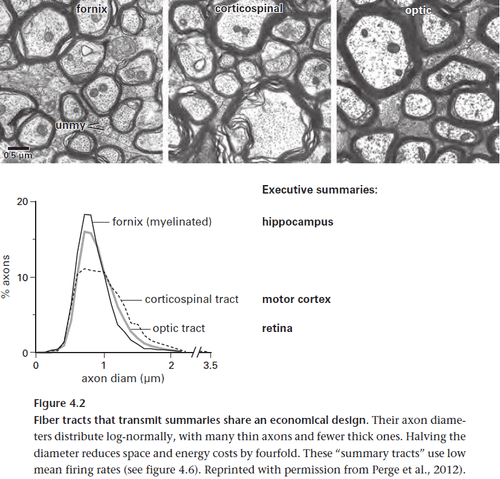 fornix
corticospinal
optic
unmy
0.5 µm
Executive summaries:
20
fornix (myelinated)
hippocampus
% axons
10
corticospinal tract
motor cortex
optic tract
retina
0
0
1
2
3.5
axon diam (µm)
Figure 4.2
Fiber tracts that transmit summaries share an economical design. Their axon diame-
ters distribute log-normally, with many thin axons and fewer thick ones. Halving the
diameter reduces space and energy costs by fourfold. These “summary tracts” use low
mean firing rates (see figure 4.6). Reprinted with permission from Perge et al., 2012).